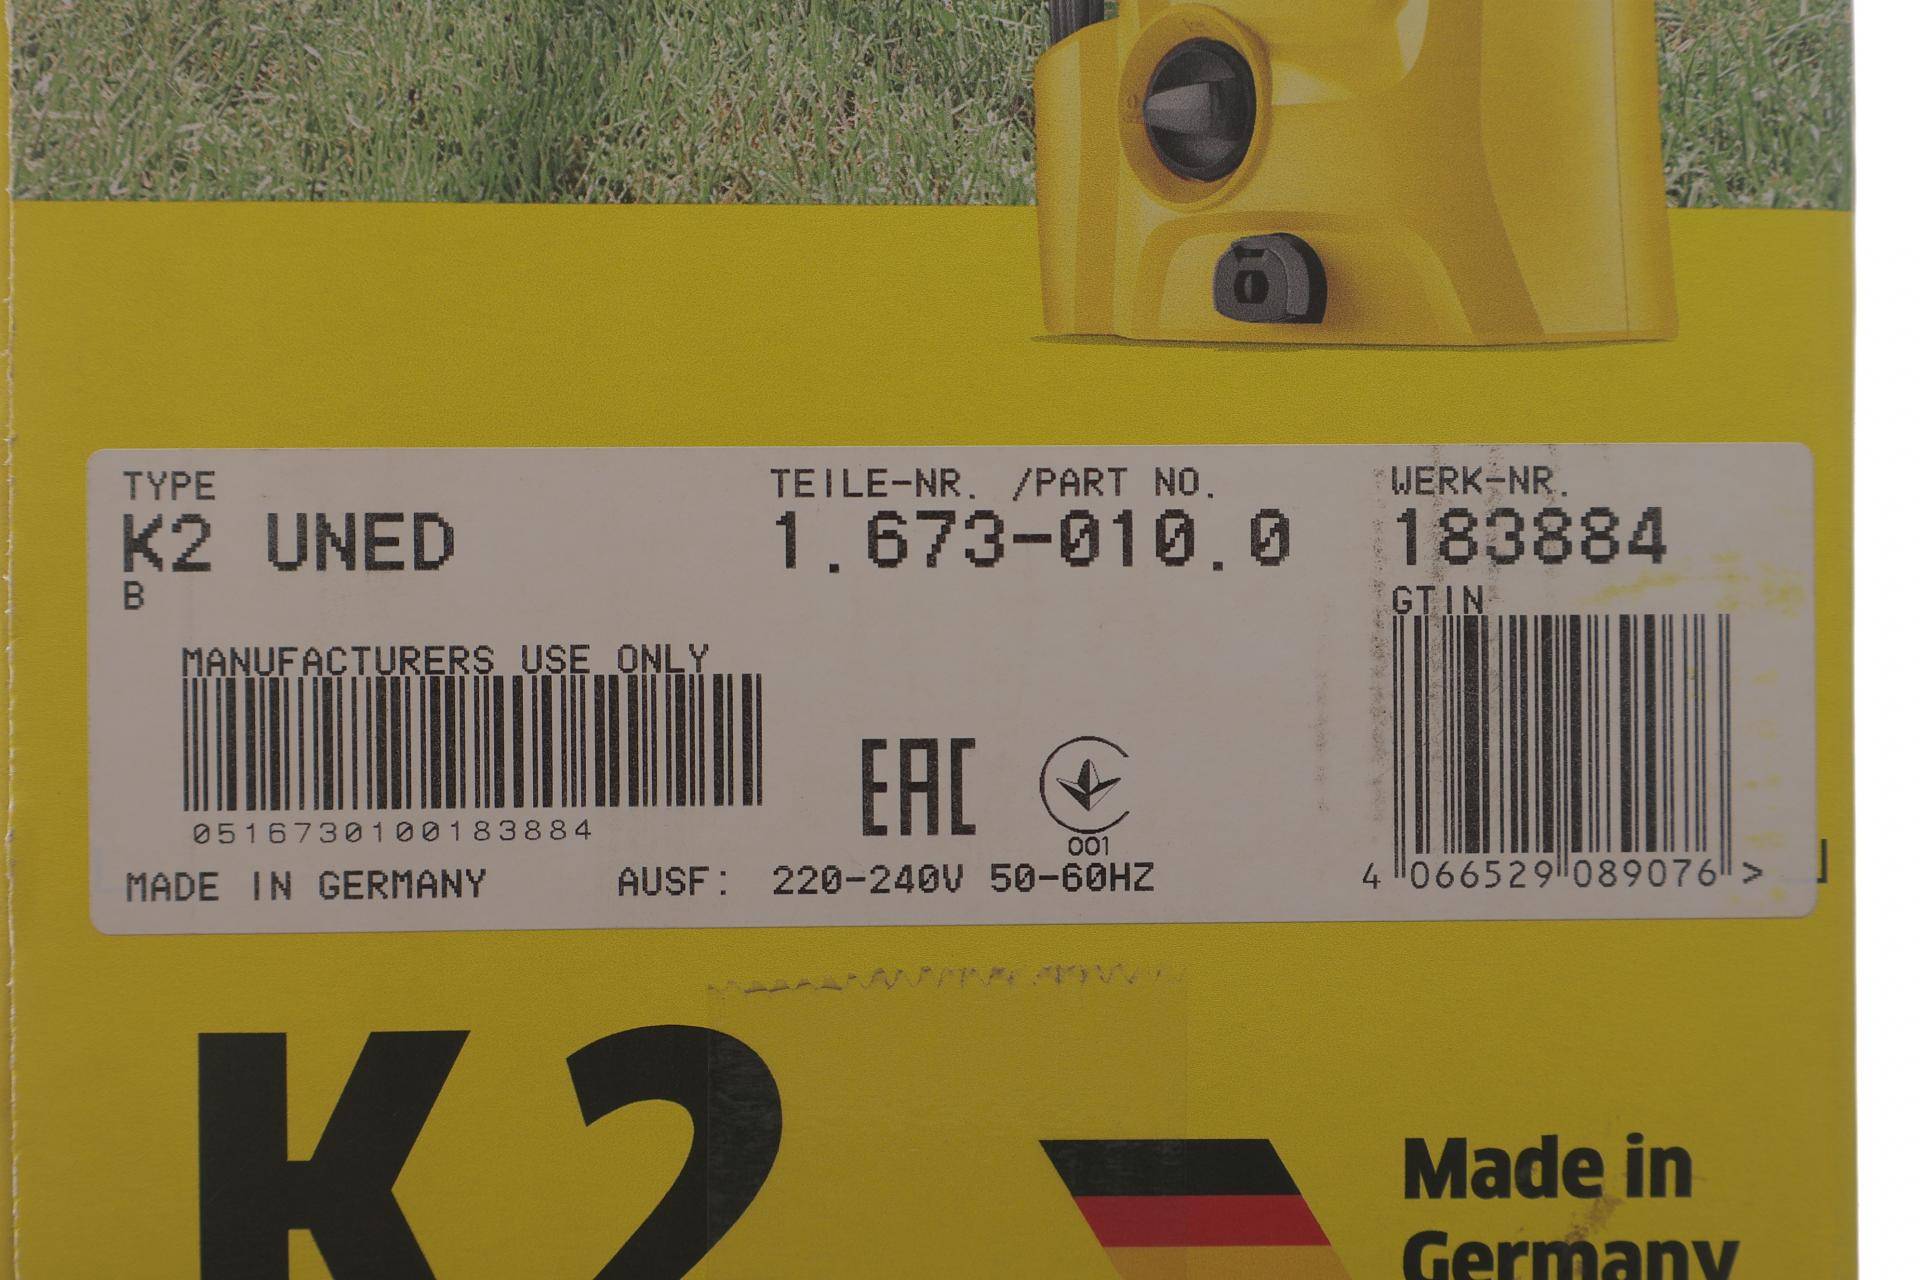 TYPE
TEILE-NR. /PART NO.
WERK-NR.
K2 UNED
1.673-010.0
183884
B
GTIN
MANUFACTURERS USE ONLY
0516730100183884
EAC
001
MADE IN GERMANY
AUSF: 220-240V 50-60HZ
4 066529 089076 >
K2
Made in
Germany